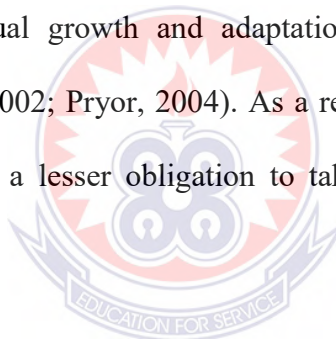 ual growth and adaptatio
002; Pryor, 2004). As a re
a lesser obligation to tal
EDUCATION FOR SERVICE